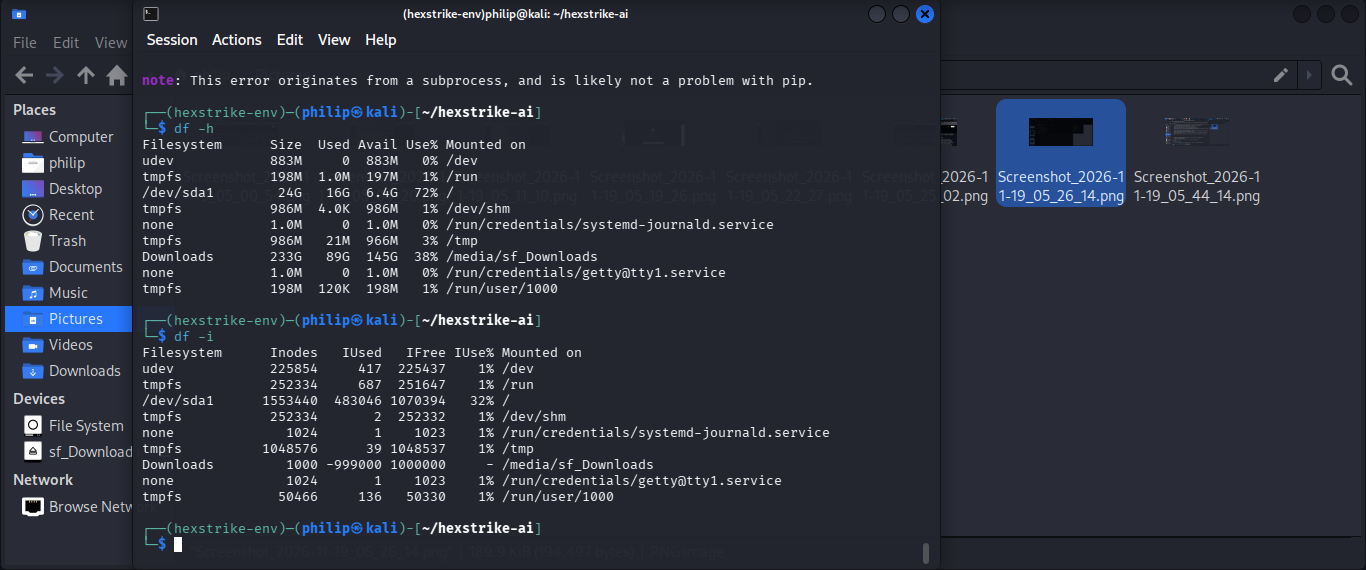 (hexstrike-env)philip@kali: ~/hexstrike-ai
File Edit View
Session Actions Edit View Help
Places
Computer
philip
Desktop
Recent
Trash
Documents
Music
Pictures
Videos
Downloads
Devices
File System
sf_Download
Network
Browse Netw
note: This error originates from a subprocess, and is likely not a problem with pip.
┌──(hexstrike-env)─(philip㉿kali)-[~/hexstrike-ai]
└─$ df -h
Filesystem Size Used Avail Use% Mounted on
udev 883M 0 883M 0% /dev
tmpfs 198M 1.0M 197M 1% /run
/dev/sda1 24G 16G 6.4G 72% /
tmpfs 986M 4.0K 986M 1% /dev/shm
none 1.0M 0 1.0M 0% /run/credentials/systemd-journald.service
tmpfs 986M 21M 966M 3% /tmp
Downloads 233G 89G 145G 38% /media/sf_Downloads
none 1.0M 0 1.0M 0% /run/credentials/getty@tty1.service
tmpfs 198M 120K 198M 1% /run/user/1000
┌──(hexstrike-env)─(philip㉿kali)-[~/hexstrike-ai]
└─$ df -i
Filesystem Inodes IUsed IFree IUse% Mounted on
udev 225854 417 225437 1% /dev
tmpfs 252334 687 251647 1% /run
/dev/sda1 1553440 483046 1070394 32% /
tmpfs 252334 2 252332 1% /dev/shm
none 1024 1 1023 1% /run/credentials/systemd-journald.service
tmpfs 1048576 39 1048537 1% /tmp
Downloads 1000 -999000 1000000 - /media/sf_Downloads
none 1024 1 1023 1% /run/credentials/getty@tty1.service
tmpfs 50466 136 50330 1% /run/user/1000
┌──(hexstrike-env)─(philip㉿kali)-[~/hexstrike-ai]
└─$
2026-1
_02.png
Screenshot_2026-1
1-19_05_26_14.png
Screenshot_2026-11
1-19_05_44_14.png